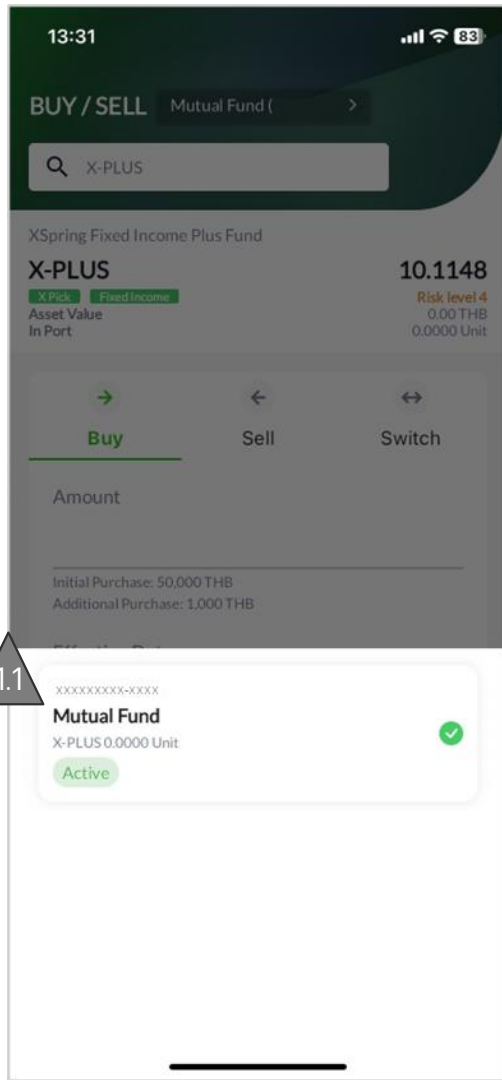 13:31
83
BUY / SELL Mutual Fund ( >
X-PLUS
XSpring Fixed Income Plus Fund
X-PLUS 10.1148
X Pick Fixed Income Risk level 4
Asset Value 0.00 THB
In Port 0.0000 Unit
Buy Sell Switch
Amount
Initial Purchase: 50,000 THB
Additional Purchase: 1,000 THB
1.1
xxxxxxxxx-xxxx
Mutual Fund
X-PLUS 0.0000 Unit
Active